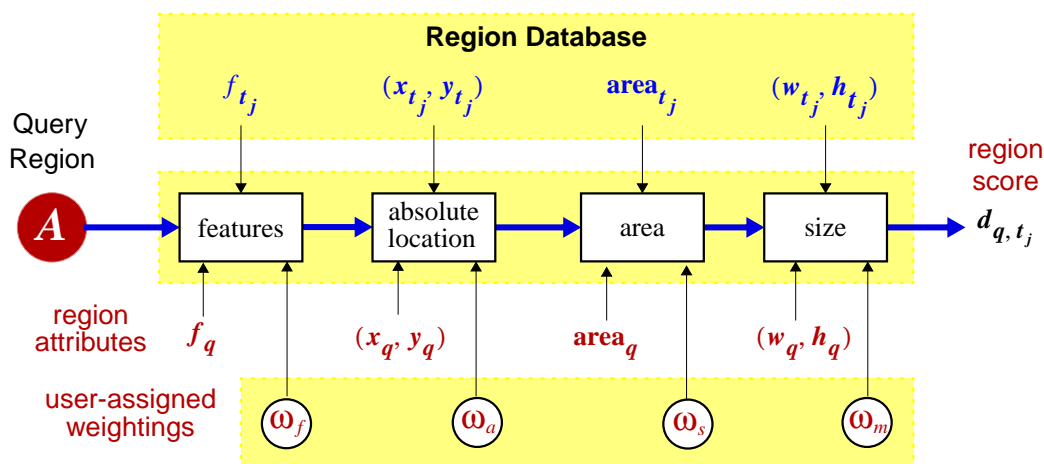 Region Database
f_{t_j} (x_{t_j}, y_{t_j}) area_{t_j} (w_{t_j}, h_{t_j})
Query
Region
A
features
absolute
location
area
size
region
score
d_{q, t_j}
region
attributes
f_q (x_q, y_q) area_q (w_q, h_q)
user-assigned
weightings
ω_f ω_a ω_s ω_m